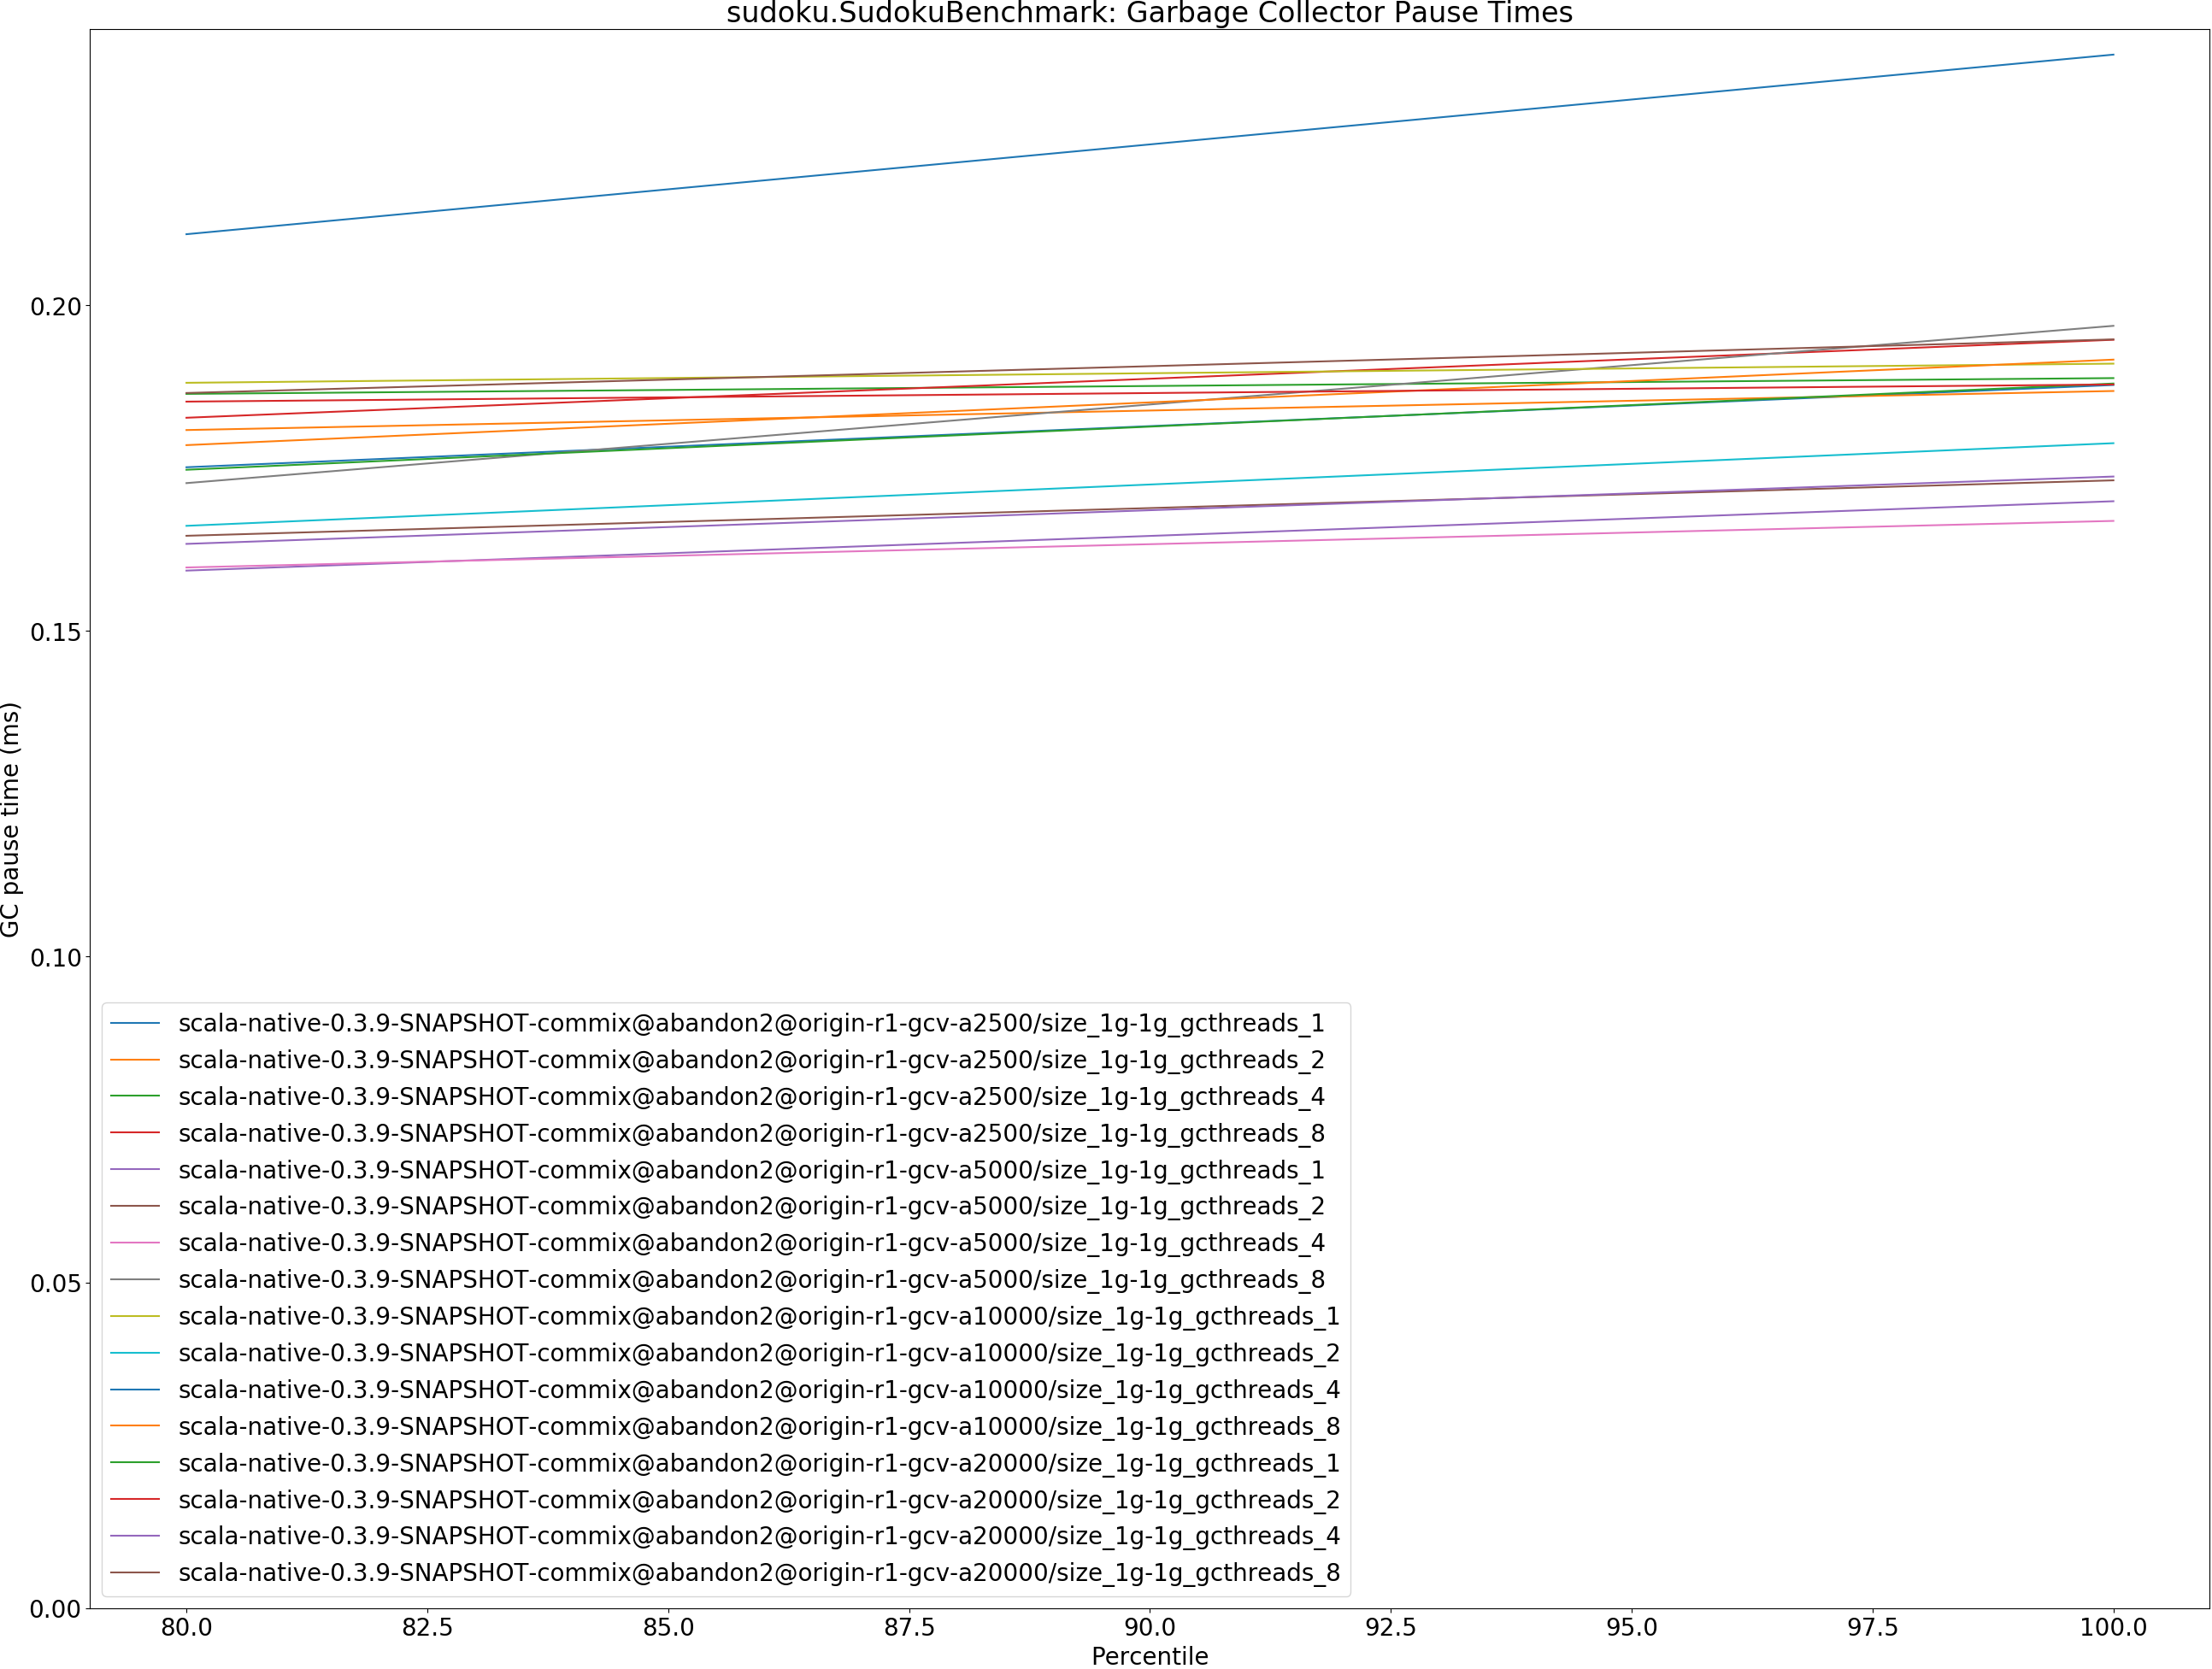 sudoku.SudokuBenchmark: Garbage Collector Pause Times
GC pause time (ms)
0.20
0.15
0.10
0.05
0.00
scala-native-0.3.9-SNAPSHOT-commix@abandon2@origin-r1-gcv-a2500/size_1g-1g_gcthreads_1
scala-native-0.3.9-SNAPSHOT-commix@abandon2@origin-r1-gcv-a2500/size_1g-1g_gcthreads_2
scala-native-0.3.9-SNAPSHOT-commix@abandon2@origin-r1-gcv-a2500/size_1g-1g_gcthreads_4
scala-native-0.3.9-SNAPSHOT-commix@abandon2@origin-r1-gcv-a2500/size_1g-1g_gcthreads_8
scala-native-0.3.9-SNAPSHOT-commix@abandon2@origin-r1-gcv-a5000/size_1g-1g_gcthreads_1
scala-native-0.3.9-SNAPSHOT-commix@abandon2@origin-r1-gcv-a5000/size_1g-1g_gcthreads_2
scala-native-0.3.9-SNAPSHOT-commix@abandon2@origin-r1-gcv-a5000/size_1g-1g_gcthreads_4
scala-native-0.3.9-SNAPSHOT-commix@abandon2@origin-r1-gcv-a5000/size_1g-1g_gcthreads_8
scala-native-0.3.9-SNAPSHOT-commix@abandon2@origin-r1-gcv-a10000/size_1g-1g_gcthreads_1
scala-native-0.3.9-SNAPSHOT-commix@abandon2@origin-r1-gcv-a10000/size_1g-1g_gcthreads_2
scala-native-0.3.9-SNAPSHOT-commix@abandon2@origin-r1-gcv-a10000/size_1g-1g_gcthreads_4
scala-native-0.3.9-SNAPSHOT-commix@abandon2@origin-r1-gcv-a10000/size_1g-1g_gcthreads_8
scala-native-0.3.9-SNAPSHOT-commix@abandon2@origin-r1-gcv-a20000/size_1g-1g_gcthreads_1
scala-native-0.3.9-SNAPSHOT-commix@abandon2@origin-r1-gcv-a20000/size_1g-1g_gcthreads_2
scala-native-0.3.9-SNAPSHOT-commix@abandon2@origin-r1-gcv-a20000/size_1g-1g_gcthreads_4
scala-native-0.3.9-SNAPSHOT-commix@abandon2@origin-r1-gcv-a20000/size_1g-1g_gcthreads_8
80.0 82.5 85.0 87.5 90.0 92.5 95.0 97.5 100.0
Percentile